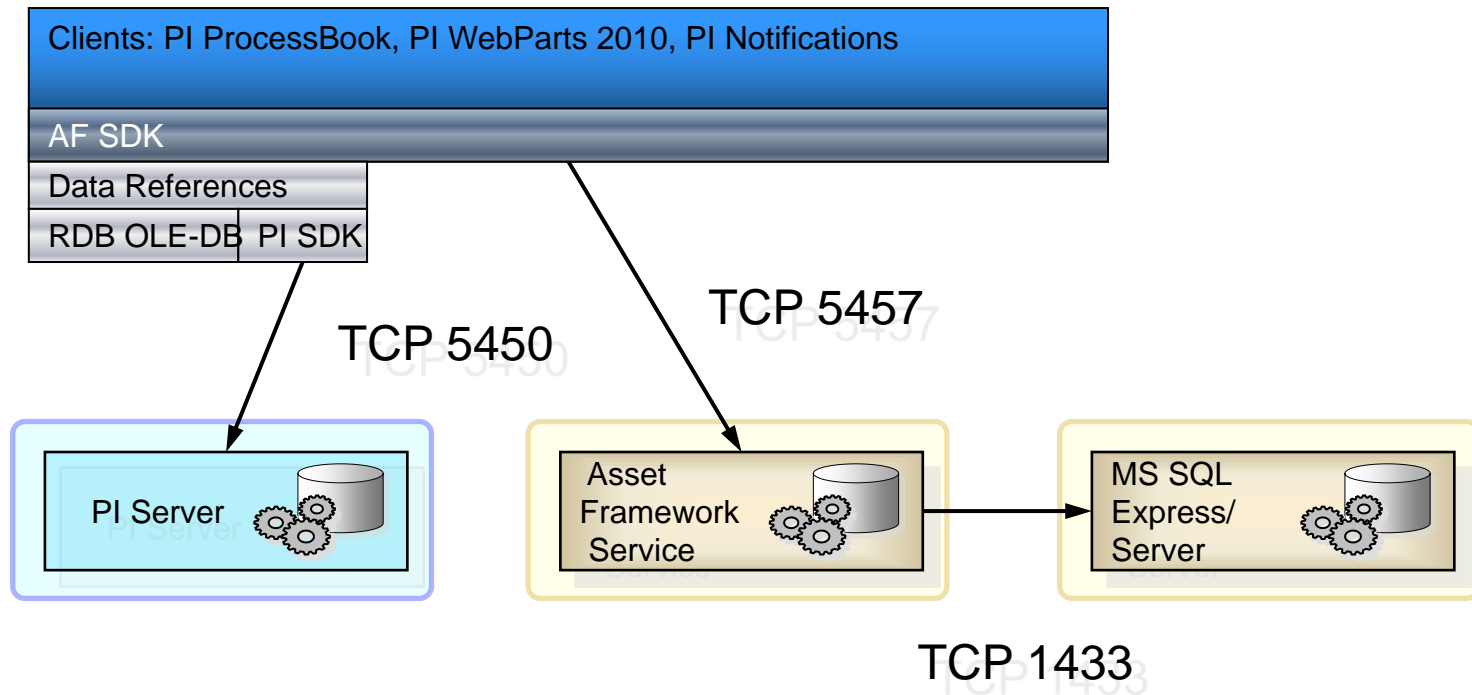 Clients: PI ProcessBook, PI WebParts 2010, PI Notifications
AF SDK
Data References
RDB OLE-DB
PI SDK
TCP 5457
TCP 5450
PI Server
Asset
Framework
Service
MS SQL
Express/
Server
TCP 1433